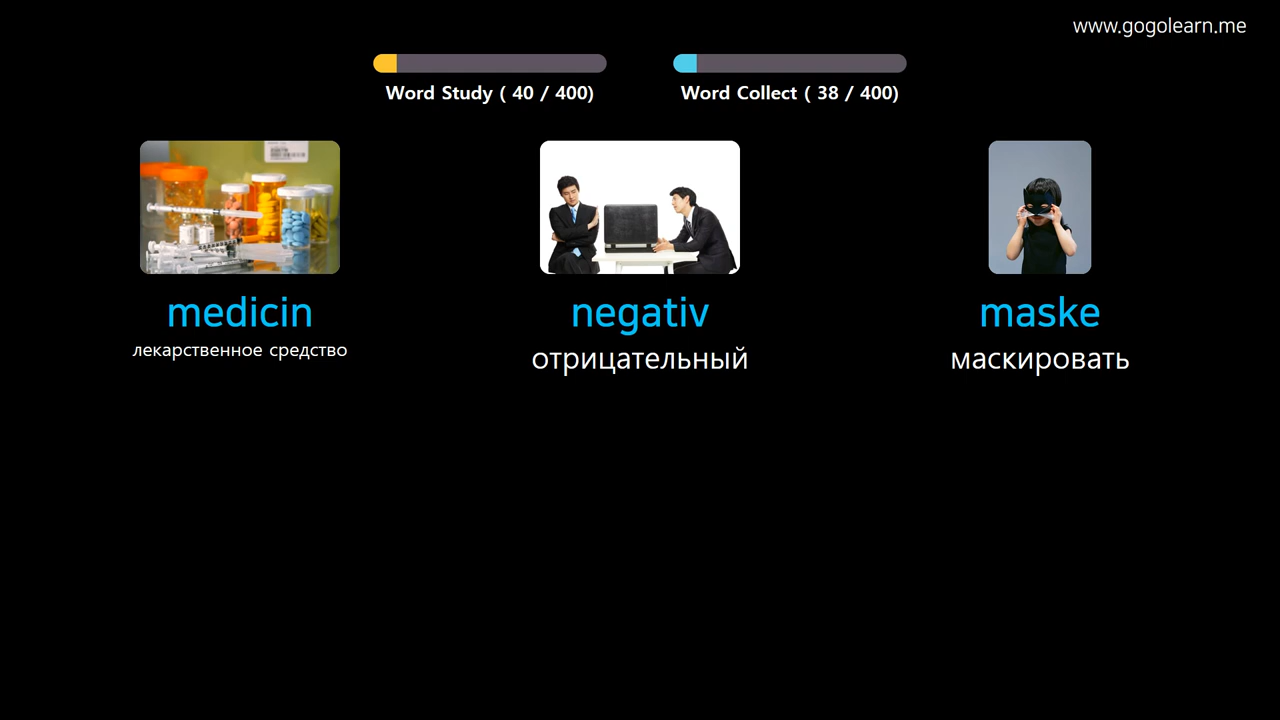 www.gogolearn.me
Word Study ( 40 / 400)
Word Collect ( 38 / 400)
medicin
negativ
maske
лекарственное средство
отрицательный
маскировать